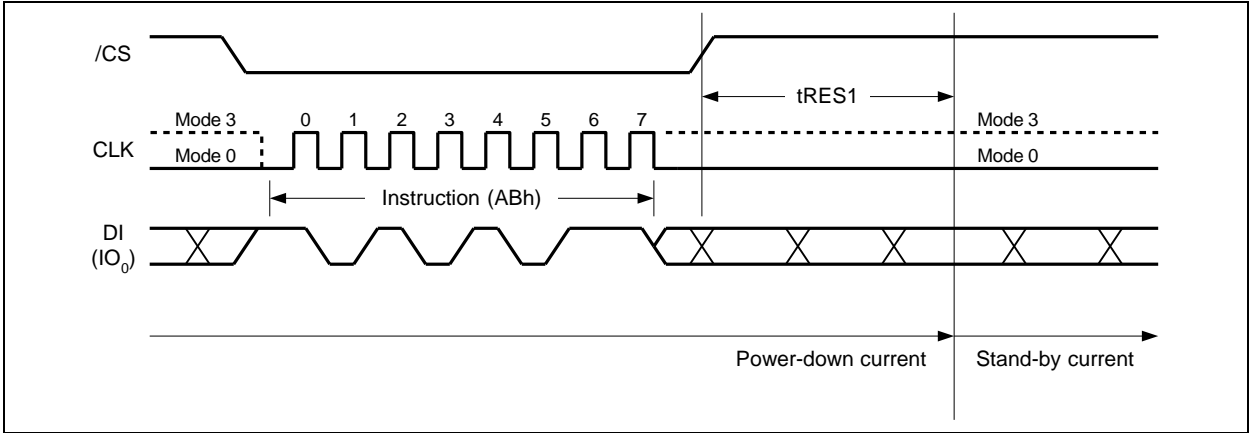 /CS
tRES1
Mode 3 0 1 2 3 4 5 6 7 Mode 3
CLK
Mode 0 Mode 0
Instruction (ABh)
DI
(IO₀)
Power-down current Stand-by current